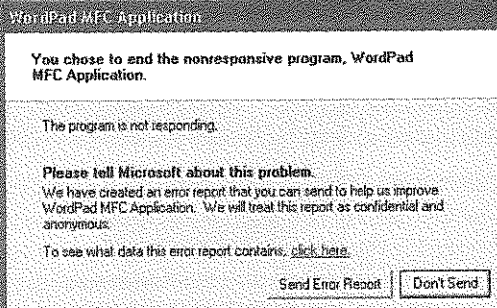 WordPad MFC Application
You chose to end the nonresponsive program, WordPad
MFC Application.
The program is not responding.
Please tell Microsoft about this problem.
We have created an error report that you can send to help us improve
WordPad MFC Application. We will treat this report as confidential and
anonymous.
To see what data this error report contains, click here.
Send Error Report Don't Send